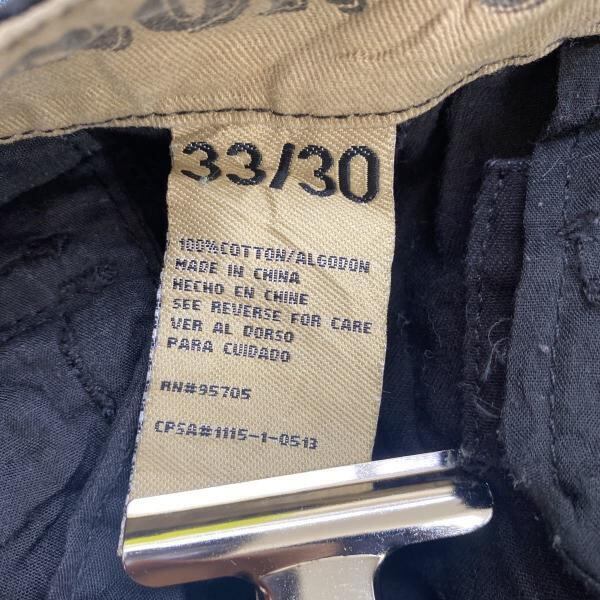 33/30
100%COTTON/ALGODON
MADE IN CHINA
HECHO EN CHINE
SEE REVERSE FOR CARE
VER AL DORSO
PARA CUIDADO
RN#95705
CPSA#1115-1-0513